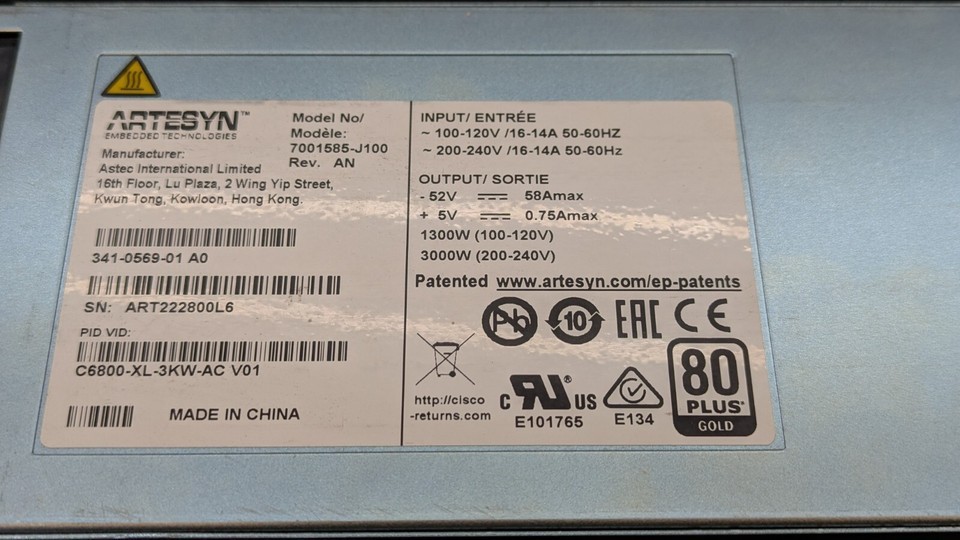 ARTESYN™
EMBEDDED TECHNOLOGIES
Model No/
Modèle:
7001585-J100
Rev. AN
Manufacturer:
Astec International Limited
16th Floor, Lu Plaza, 2 Wing Yip Street,
Kwun Tong, Kowloon, Hong Kong.
341-0569-01 A0
SN: ART222800L6
PID VID:
C6800-XL-3KW-AC V01
MADE IN CHINA
INPUT/ ENTRÉE
~ 100-120V /16-14A 50-60HZ
~ 200-240V /16-14A 50-60Hz
OUTPUT/ SORTIE
- 52V 58Amax
+ 5V 0.75Amax
1300W (100-120V)
3000W (200-240V)
Patented www.artesyn.com/ep-patents
Pb 10 EAC CE
http://cisco
-returns.com
c RU® US
E101765
E134
80
PLUS®
GOLD